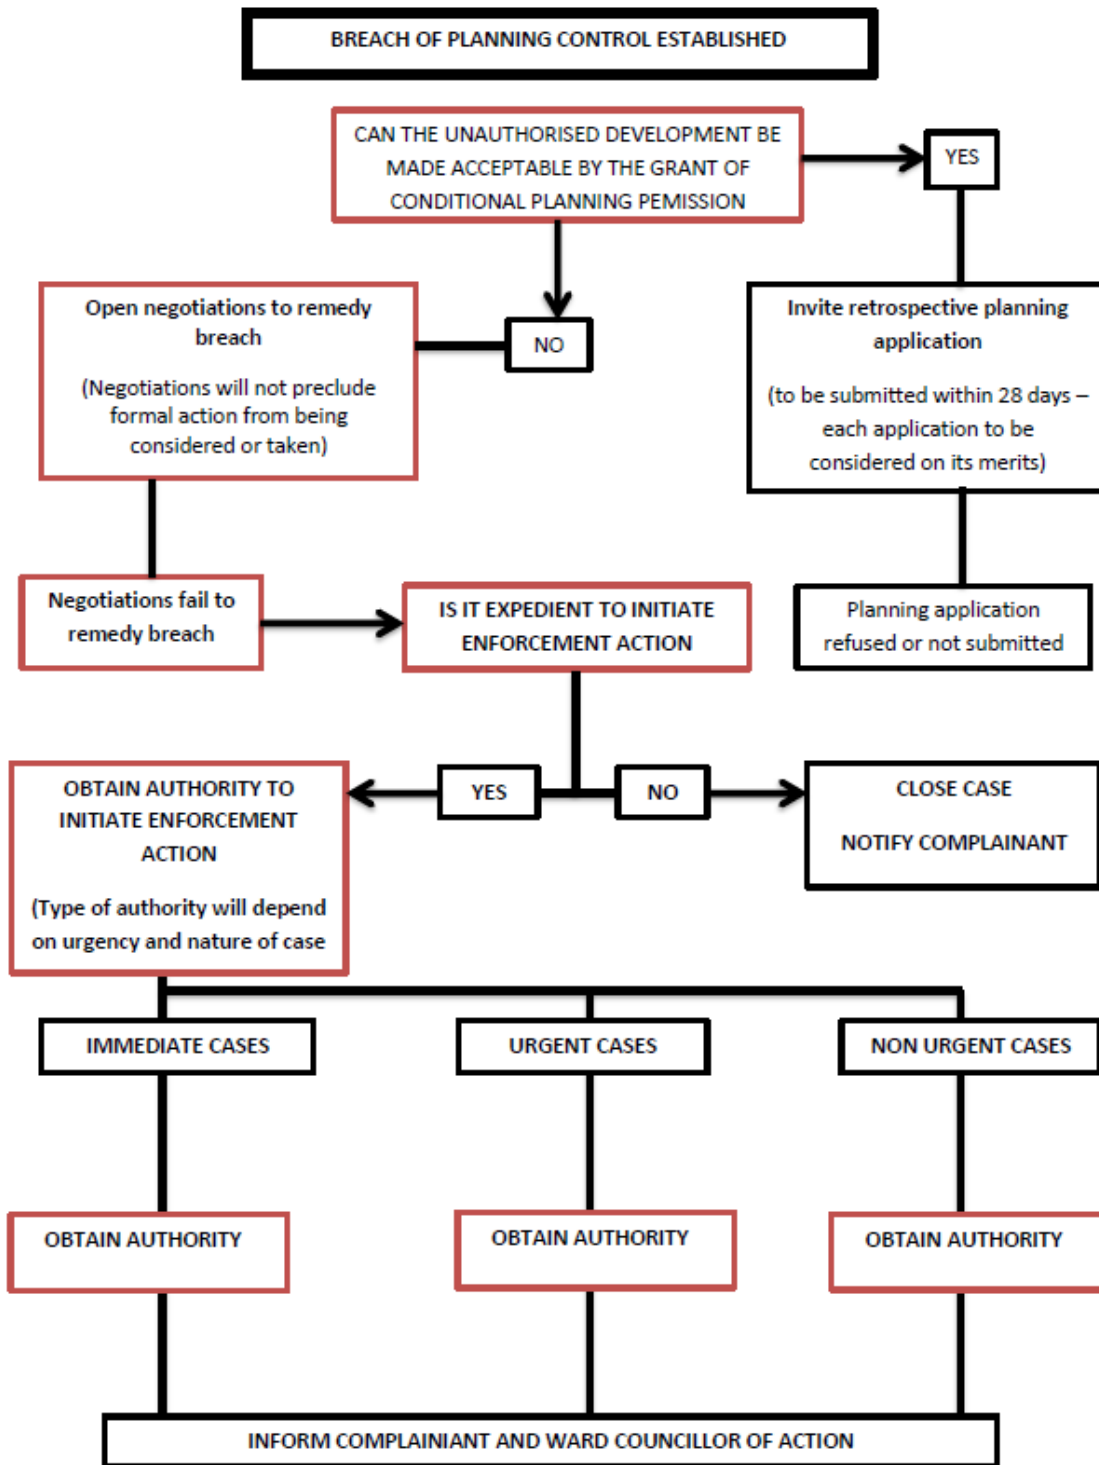 BREACH OF PLANNING CONTROL ESTABLISHED
CAN THE UNAUTHORISED DEVELOPMENT BE
MADE ACCEPTABLE BY THE GRANT OF
CONDITIONAL PLANNING PEMISSION
YES
NO
Open negotiations to remedy
breach
(Negotiations will not preclude
formal action from being
considered or taken)
Invite retrospective planning
application
(to be submitted within 28 days –
each application to be
considered on its merits)
Negotiations fail to
remedy breach
IS IT EXPEDIENT TO INITIATE
ENFORCEMENT ACTION
Planning application
refused or not submitted
OBTAIN AUTHORITY TO
INITIATE ENFORCEMENT
ACTION
(Type of authority will depend
on urgency and nature of case
YES
NO
CLOSE CASE
NOTIFY COMPLAINANT
IMMEDIATE CASES
URGENT CASES
NON URGENT CASES
OBTAIN AUTHORITY
OBTAIN AUTHORITY
OBTAIN AUTHORITY
INFORM COMPLAINIANT AND WARD COUNCILLOR OF ACTION